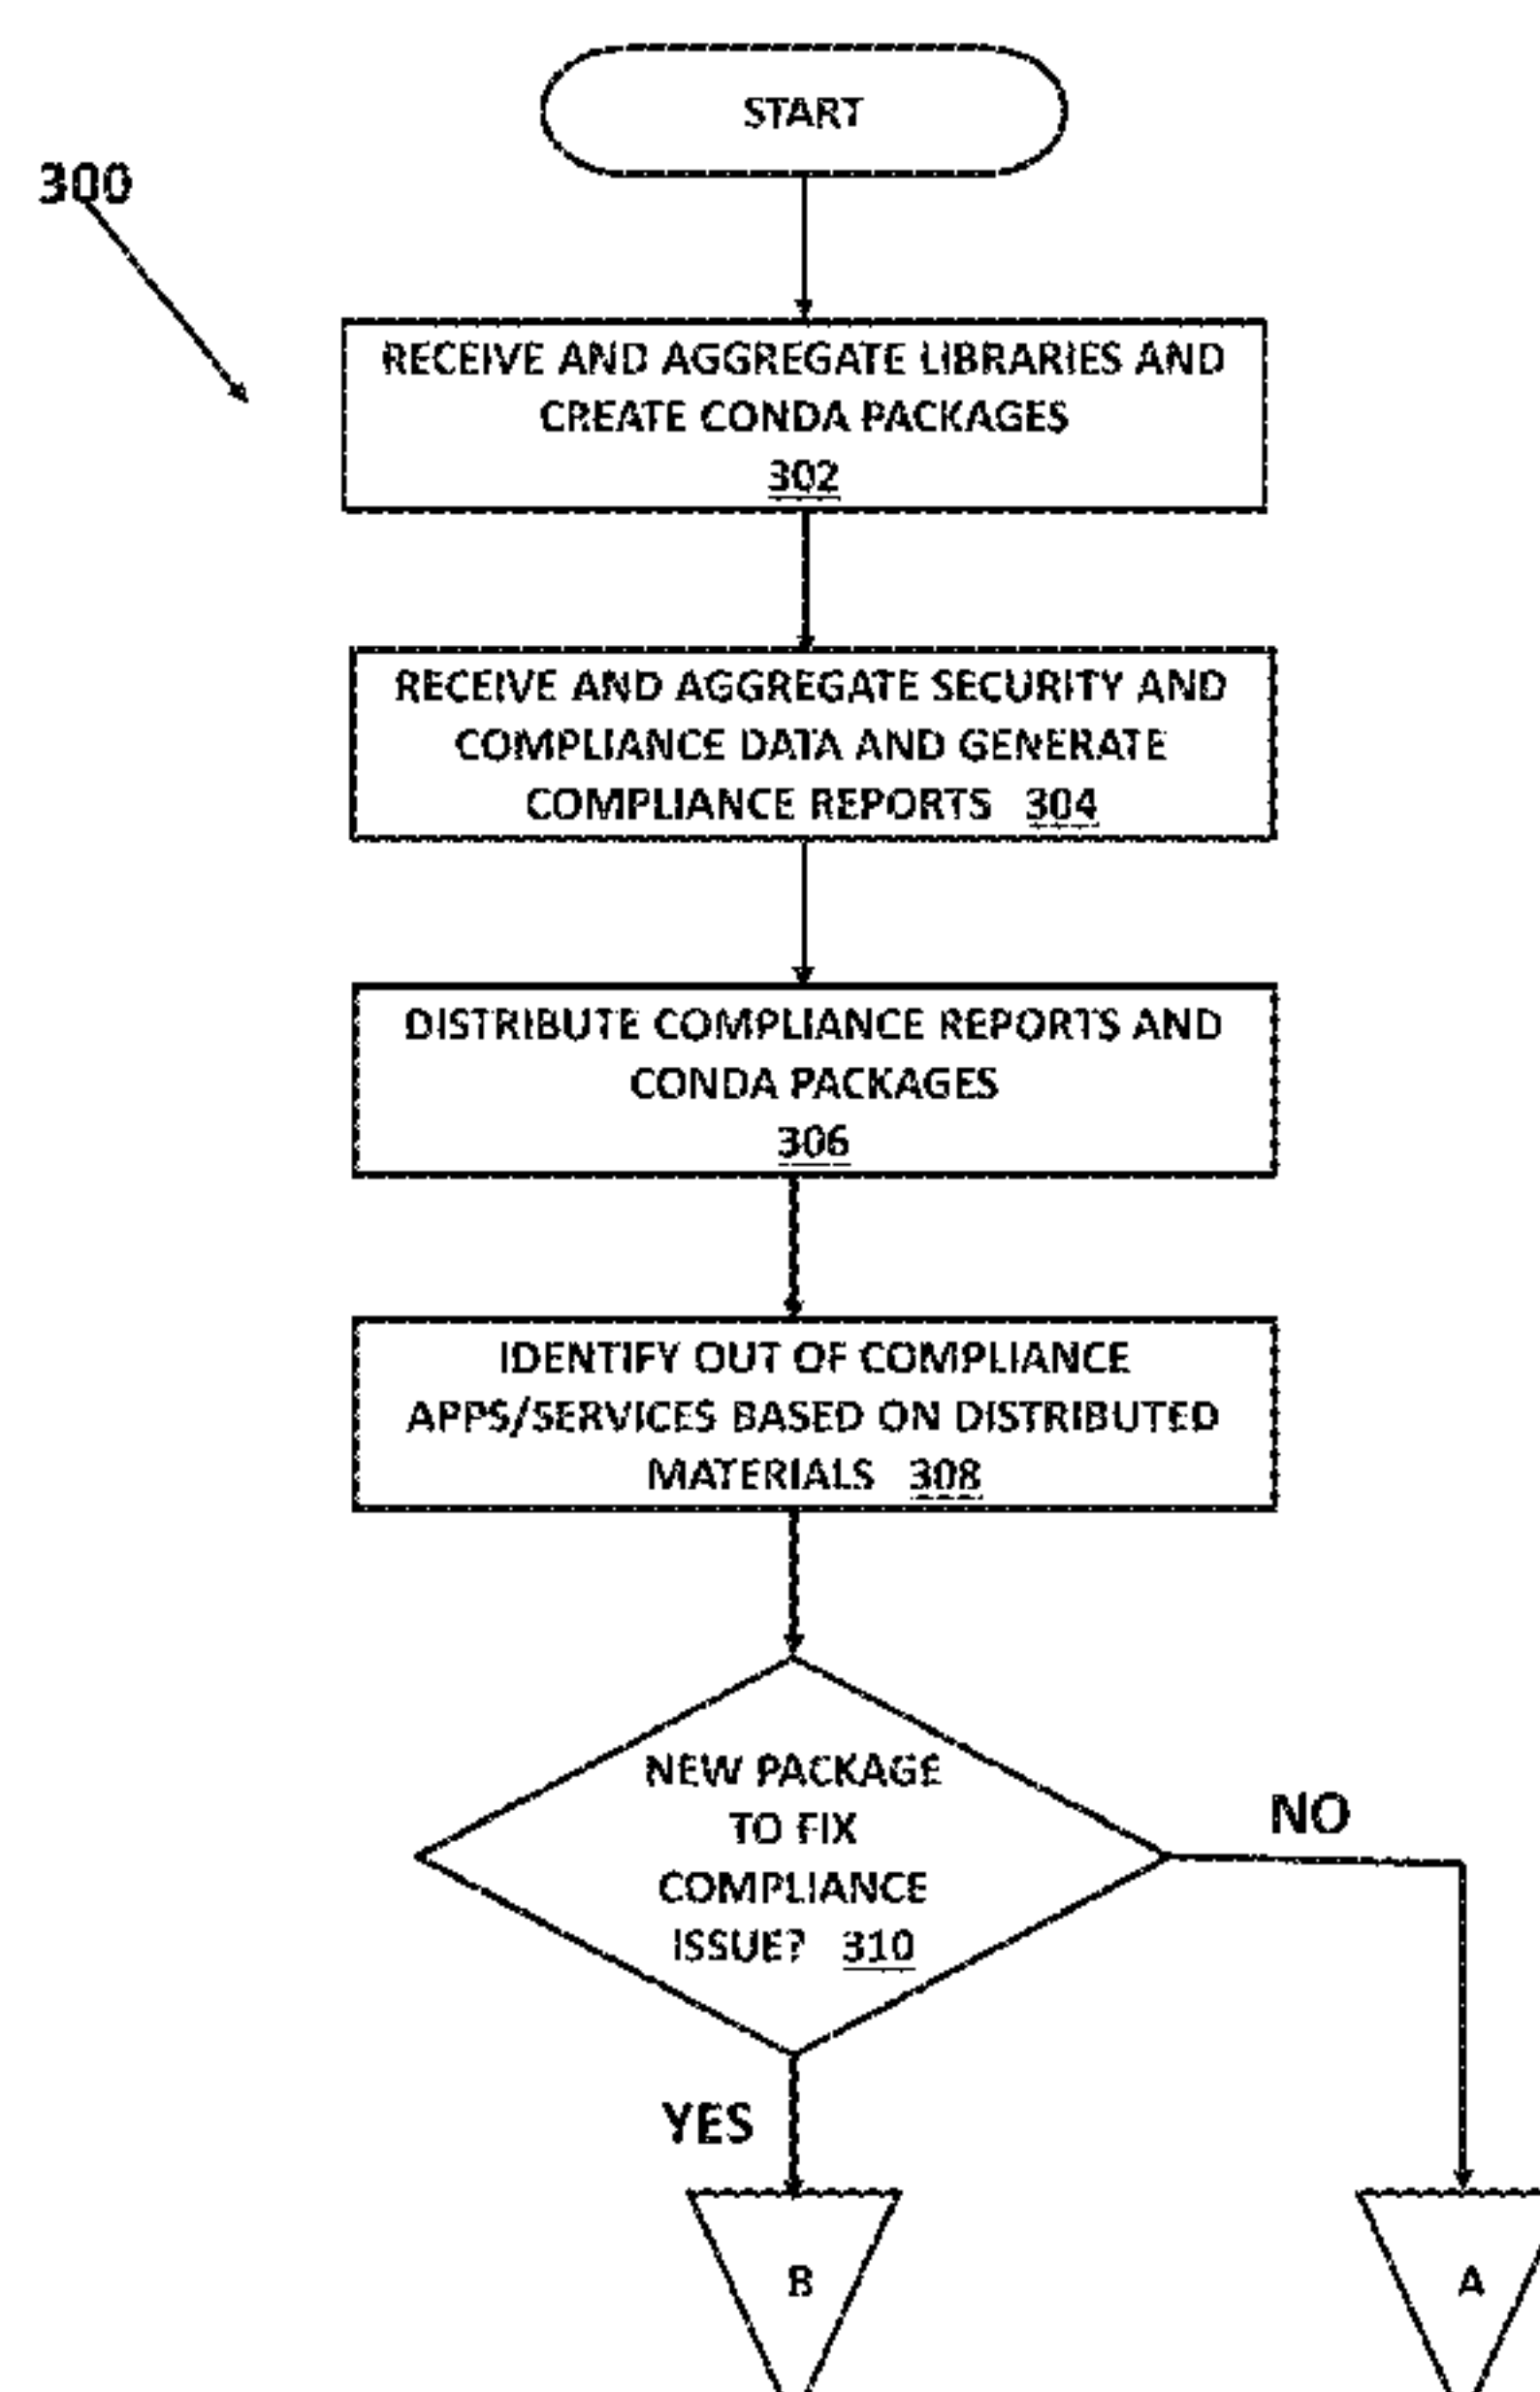 START
300
RECEIVE AND AGGREGATE LIBRARIES AND
CREATE CONDA PACKAGES
302
RECEIVE AND AGGREGATE SECURITY AND
COMPLIANCE DATA AND GENERATE
COMPLIANCE REPORTS 304
DISTRIBUTE COMPLIANCE REPORTS AND
CONDA PACKAGES
306
IDENTIFY OUT OF COMPLIANCE
APPS/SERVICES BASED ON DISTRIBUTED
MATERIALS 308
NEW PACKAGE
TO FIX
COMPLIANCE
ISSUE? 310
NO
YES
B
A